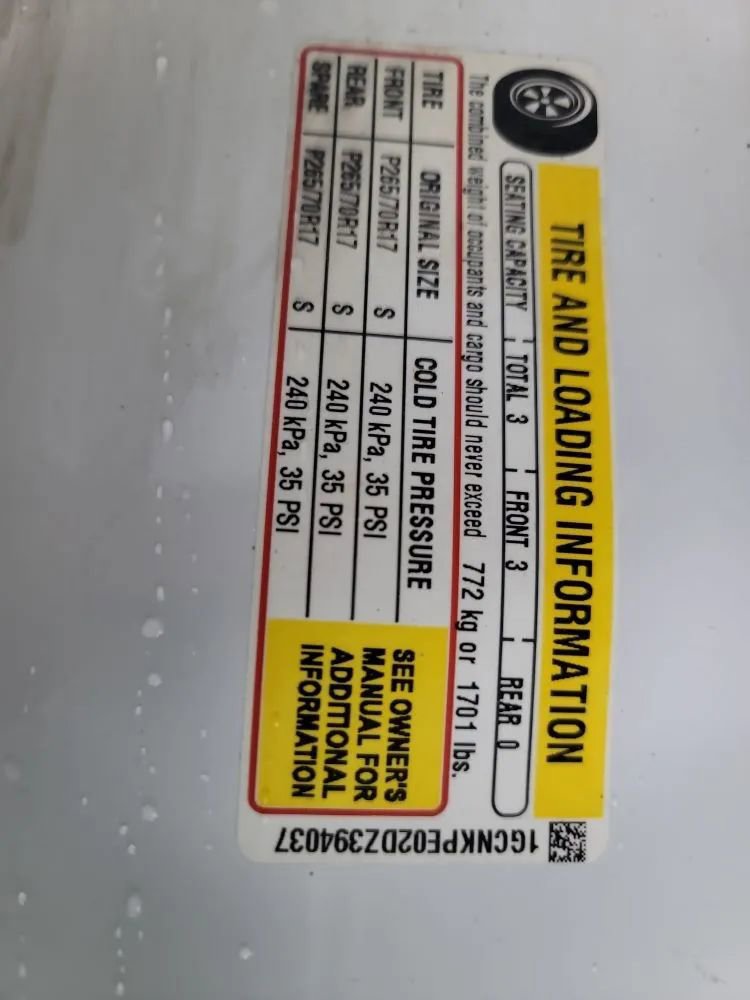 TIRE AND LOADING INFORMATION
SEATING CAPACITY TOTAL 3 FRONT 3 REAR 0
The combined weight of occupants and cargo should never exceed 772 kg or 1701 lbs.
TIRE ORIGINAL SIZE COLD TIRE PRESSURE
FRONT P265/70R17 S 240 kPa, 35 PSI
REAR P265/70R17 S 240 kPa, 35 PSI
SPARE P265/70R17 S 240 kPa, 35 PSI
SEE OWNER'S
MANUAL FOR
ADDITIONAL
INFORMATION
1GCNKPE02DZ394037